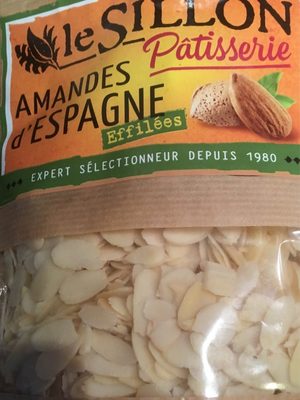 le SILLON
Pâtisserie
AMANDES
d'ESPAGNE
Effilées
EXPERT SÉLECTIONNEUR DEPUIS 1980